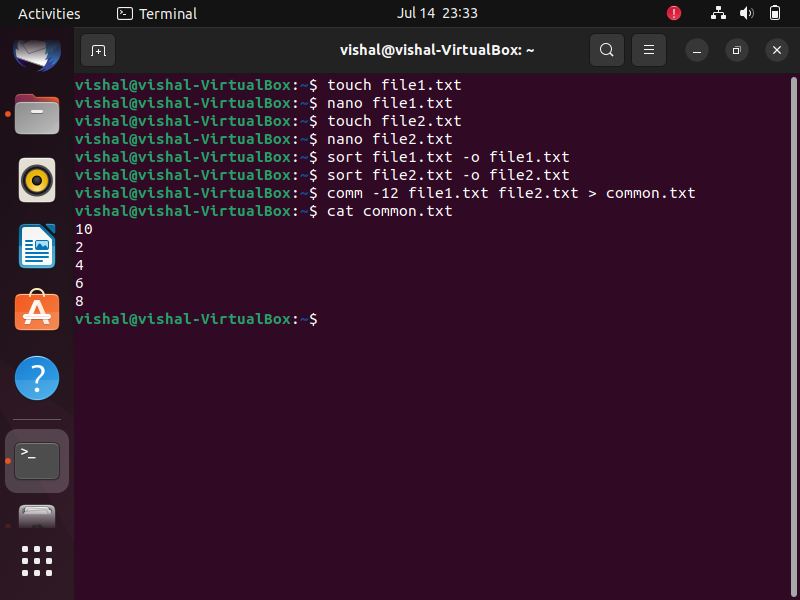 Activities Terminal Jul 14 23:33
vishal@vishal-VirtualBox: ~
vishal@vishal-VirtualBox:~$ touch file1.txt
vishal@vishal-VirtualBox:~$ nano file1.txt
vishal@vishal-VirtualBox:~$ touch file2.txt
vishal@vishal-VirtualBox:~$ nano file2.txt
vishal@vishal-VirtualBox:~$ sort file1.txt -o file1.txt
vishal@vishal-VirtualBox:~$ sort file2.txt -o file2.txt
vishal@vishal-VirtualBox:~$ comm -12 file1.txt file2.txt > common.txt
vishal@vishal-VirtualBox:~$ cat common.txt
10
2
4
6
8
vishal@vishal-VirtualBox:~$